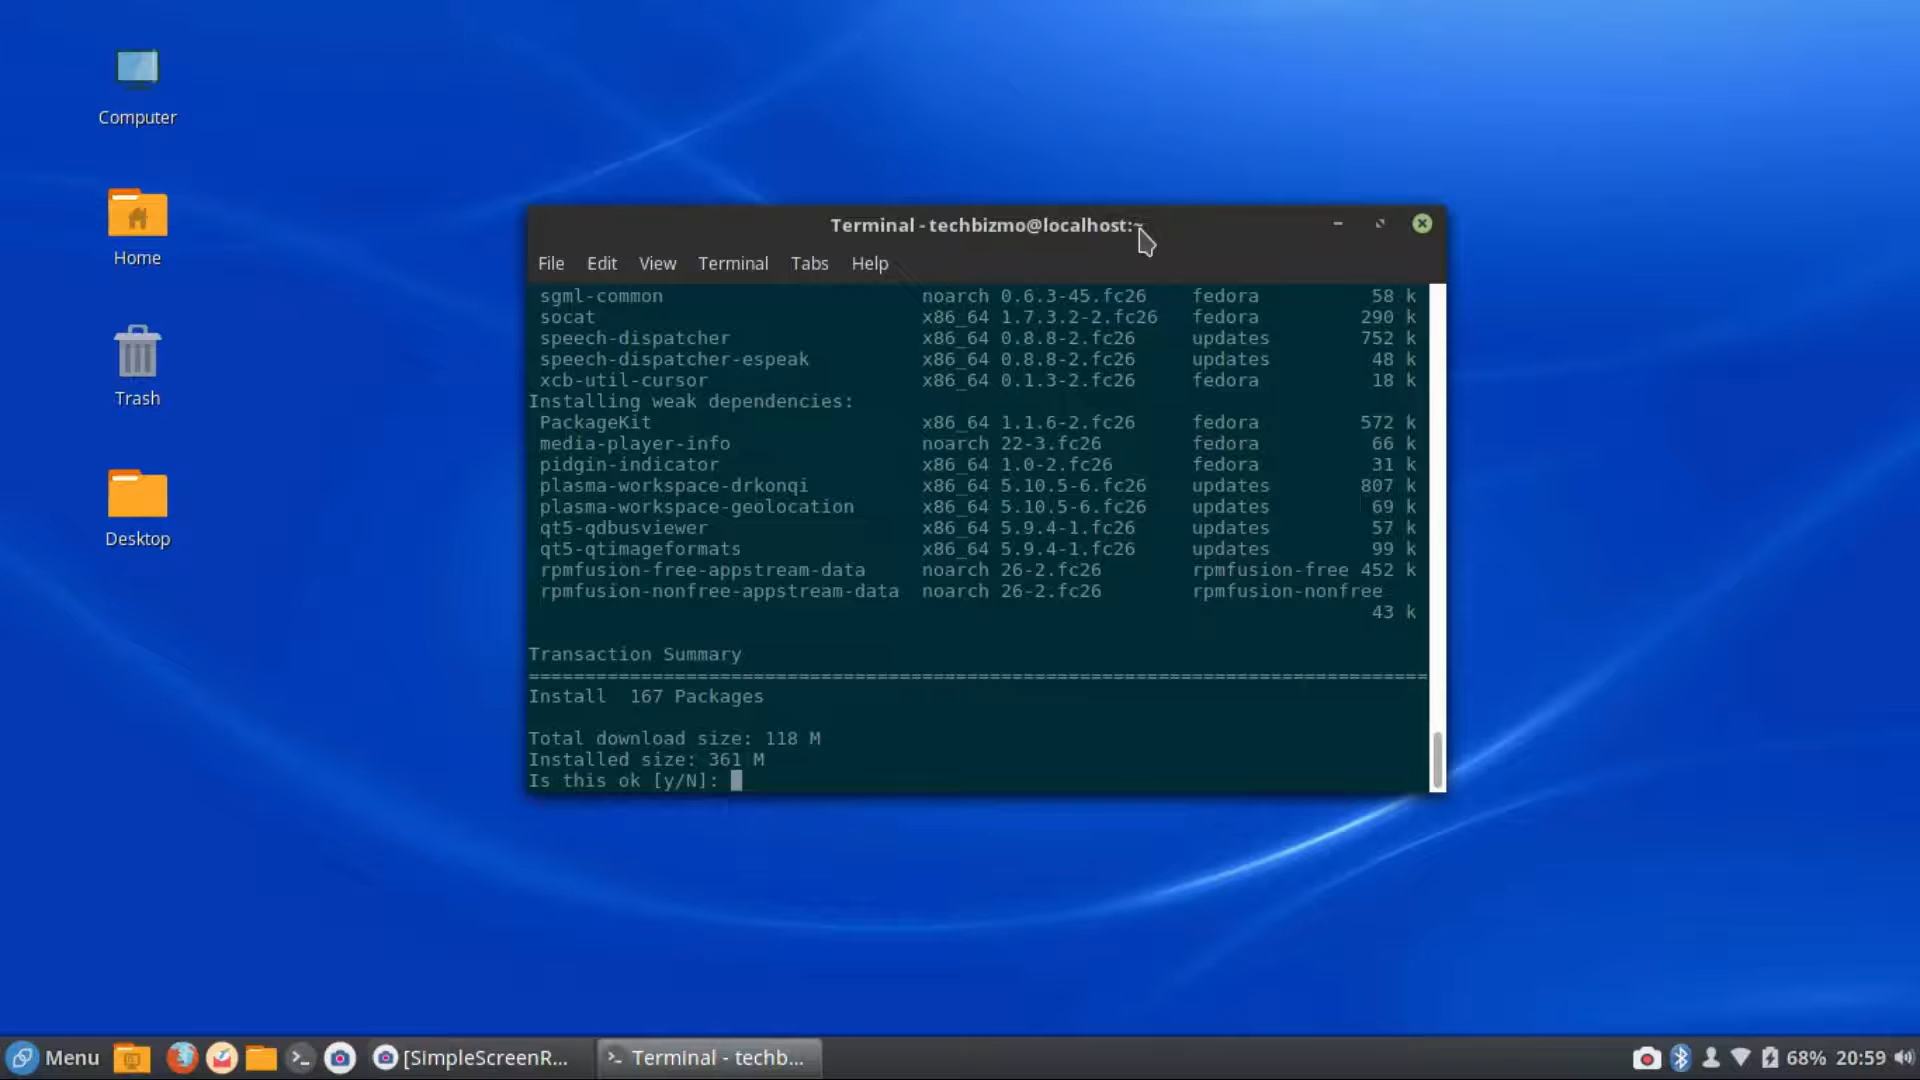 Computer
Home
Trash
Desktop
Terminal - techbizmo@localhost:~
File Edit View Terminal Tabs Help
sgml-common noarch 0.6.3-45.fc26 fedora 58 k
socat x86_64 1.7.3.2-2.fc26 fedora 290 k
speech-dispatcher x86_64 0.8.8-2.fc26 updates 752 k
speech-dispatcher-espeak x86_64 0.8.8-2.fc26 updates 48 k
xcb-util-cursor x86_64 0.1.3-2.fc26 fedora 18 k
Installing weak dependencies:
PackageKit x86_64 1.1.6-2.fc26 fedora 572 k
media-player-info noarch 22-3.fc26 fedora 66 k
pidgin-indicator x86_64 1.0-2.fc26 fedora 31 k
plasma-workspace-drkonqi x86_64 5.10.5-6.fc26 updates 807 k
plasma-workspace-geolocation x86_64 5.10.5-6.fc26 updates 69 k
qt5-qdbusviewer x86_64 5.9.4-1.fc26 updates 57 k
qt5-qtimageformats x86_64 5.9.4-1.fc26 updates 99 k
rpmfusion-free-appstream-data noarch 26-2.fc26 rpmfusion-free 452 k
rpmfusion-nonfree-appstream-data noarch 26-2.fc26 rpmfusion-nonfree
43 k
Transaction Summary
================================================================================
Install 167 Packages
Total download size: 118 M
Installed size: 361 M
Is this ok [y/N]:
Menu [SimpleScreenR... Terminal - techb... 68% 20:59